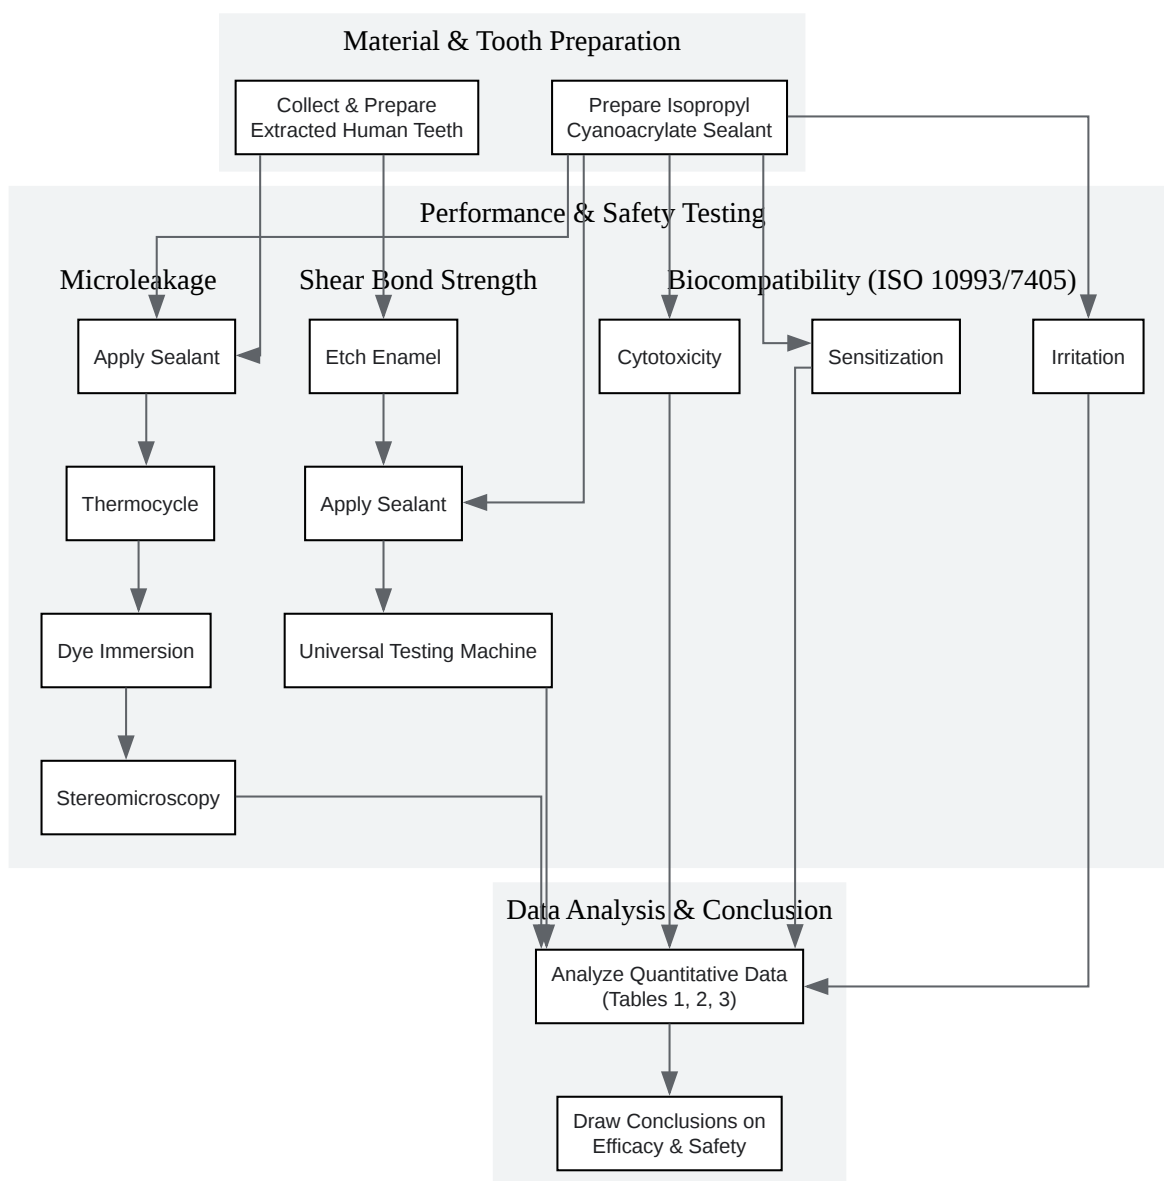 Material & Tooth Preparation
Collect & Prepare
Extracted Human Teeth
Prepare Isopropyl
Cyanoacrylate Sealant
Performance & Safety Testing
Microleakage
Shear Bond Strength
Biocompatibility (ISO 10993/7405)
Apply Sealant
Etch Enamel
Cytotoxicity
Sensitization
Irritation
Thermocycle
Apply Sealant
Dye Immersion
Universal Testing Machine
Stereomicroscopy
Data Analysis & Conclusion
Analyze Quantitative Data
(Tables 1, 2, 3)
Draw Conclusions on
Efficacy & Safety